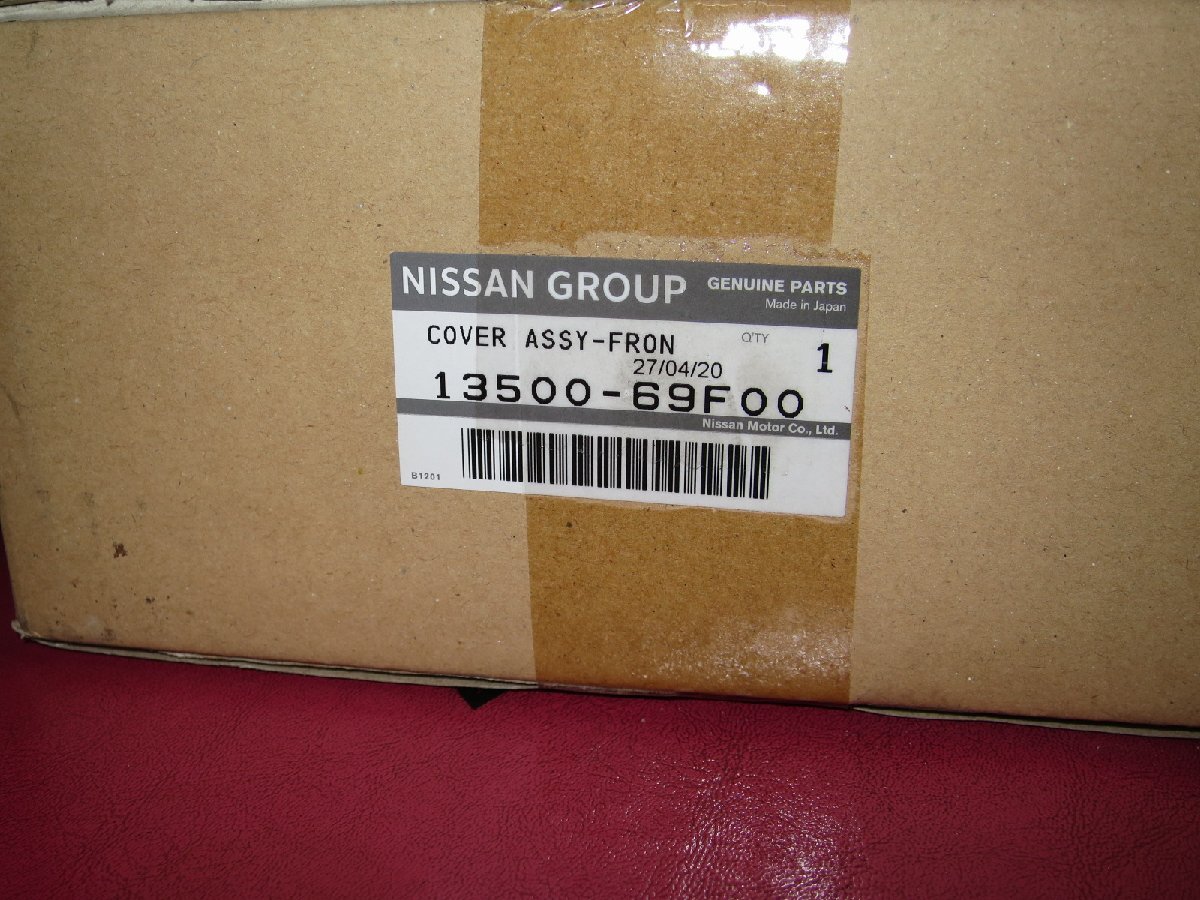 NISSAN GROUP GENUINE PARTS
Made in Japan
COVER ASSY-FRON Q'TY 1
27/04/20
13500-69F00
Nissan Motor Co., Ltd.
B1201